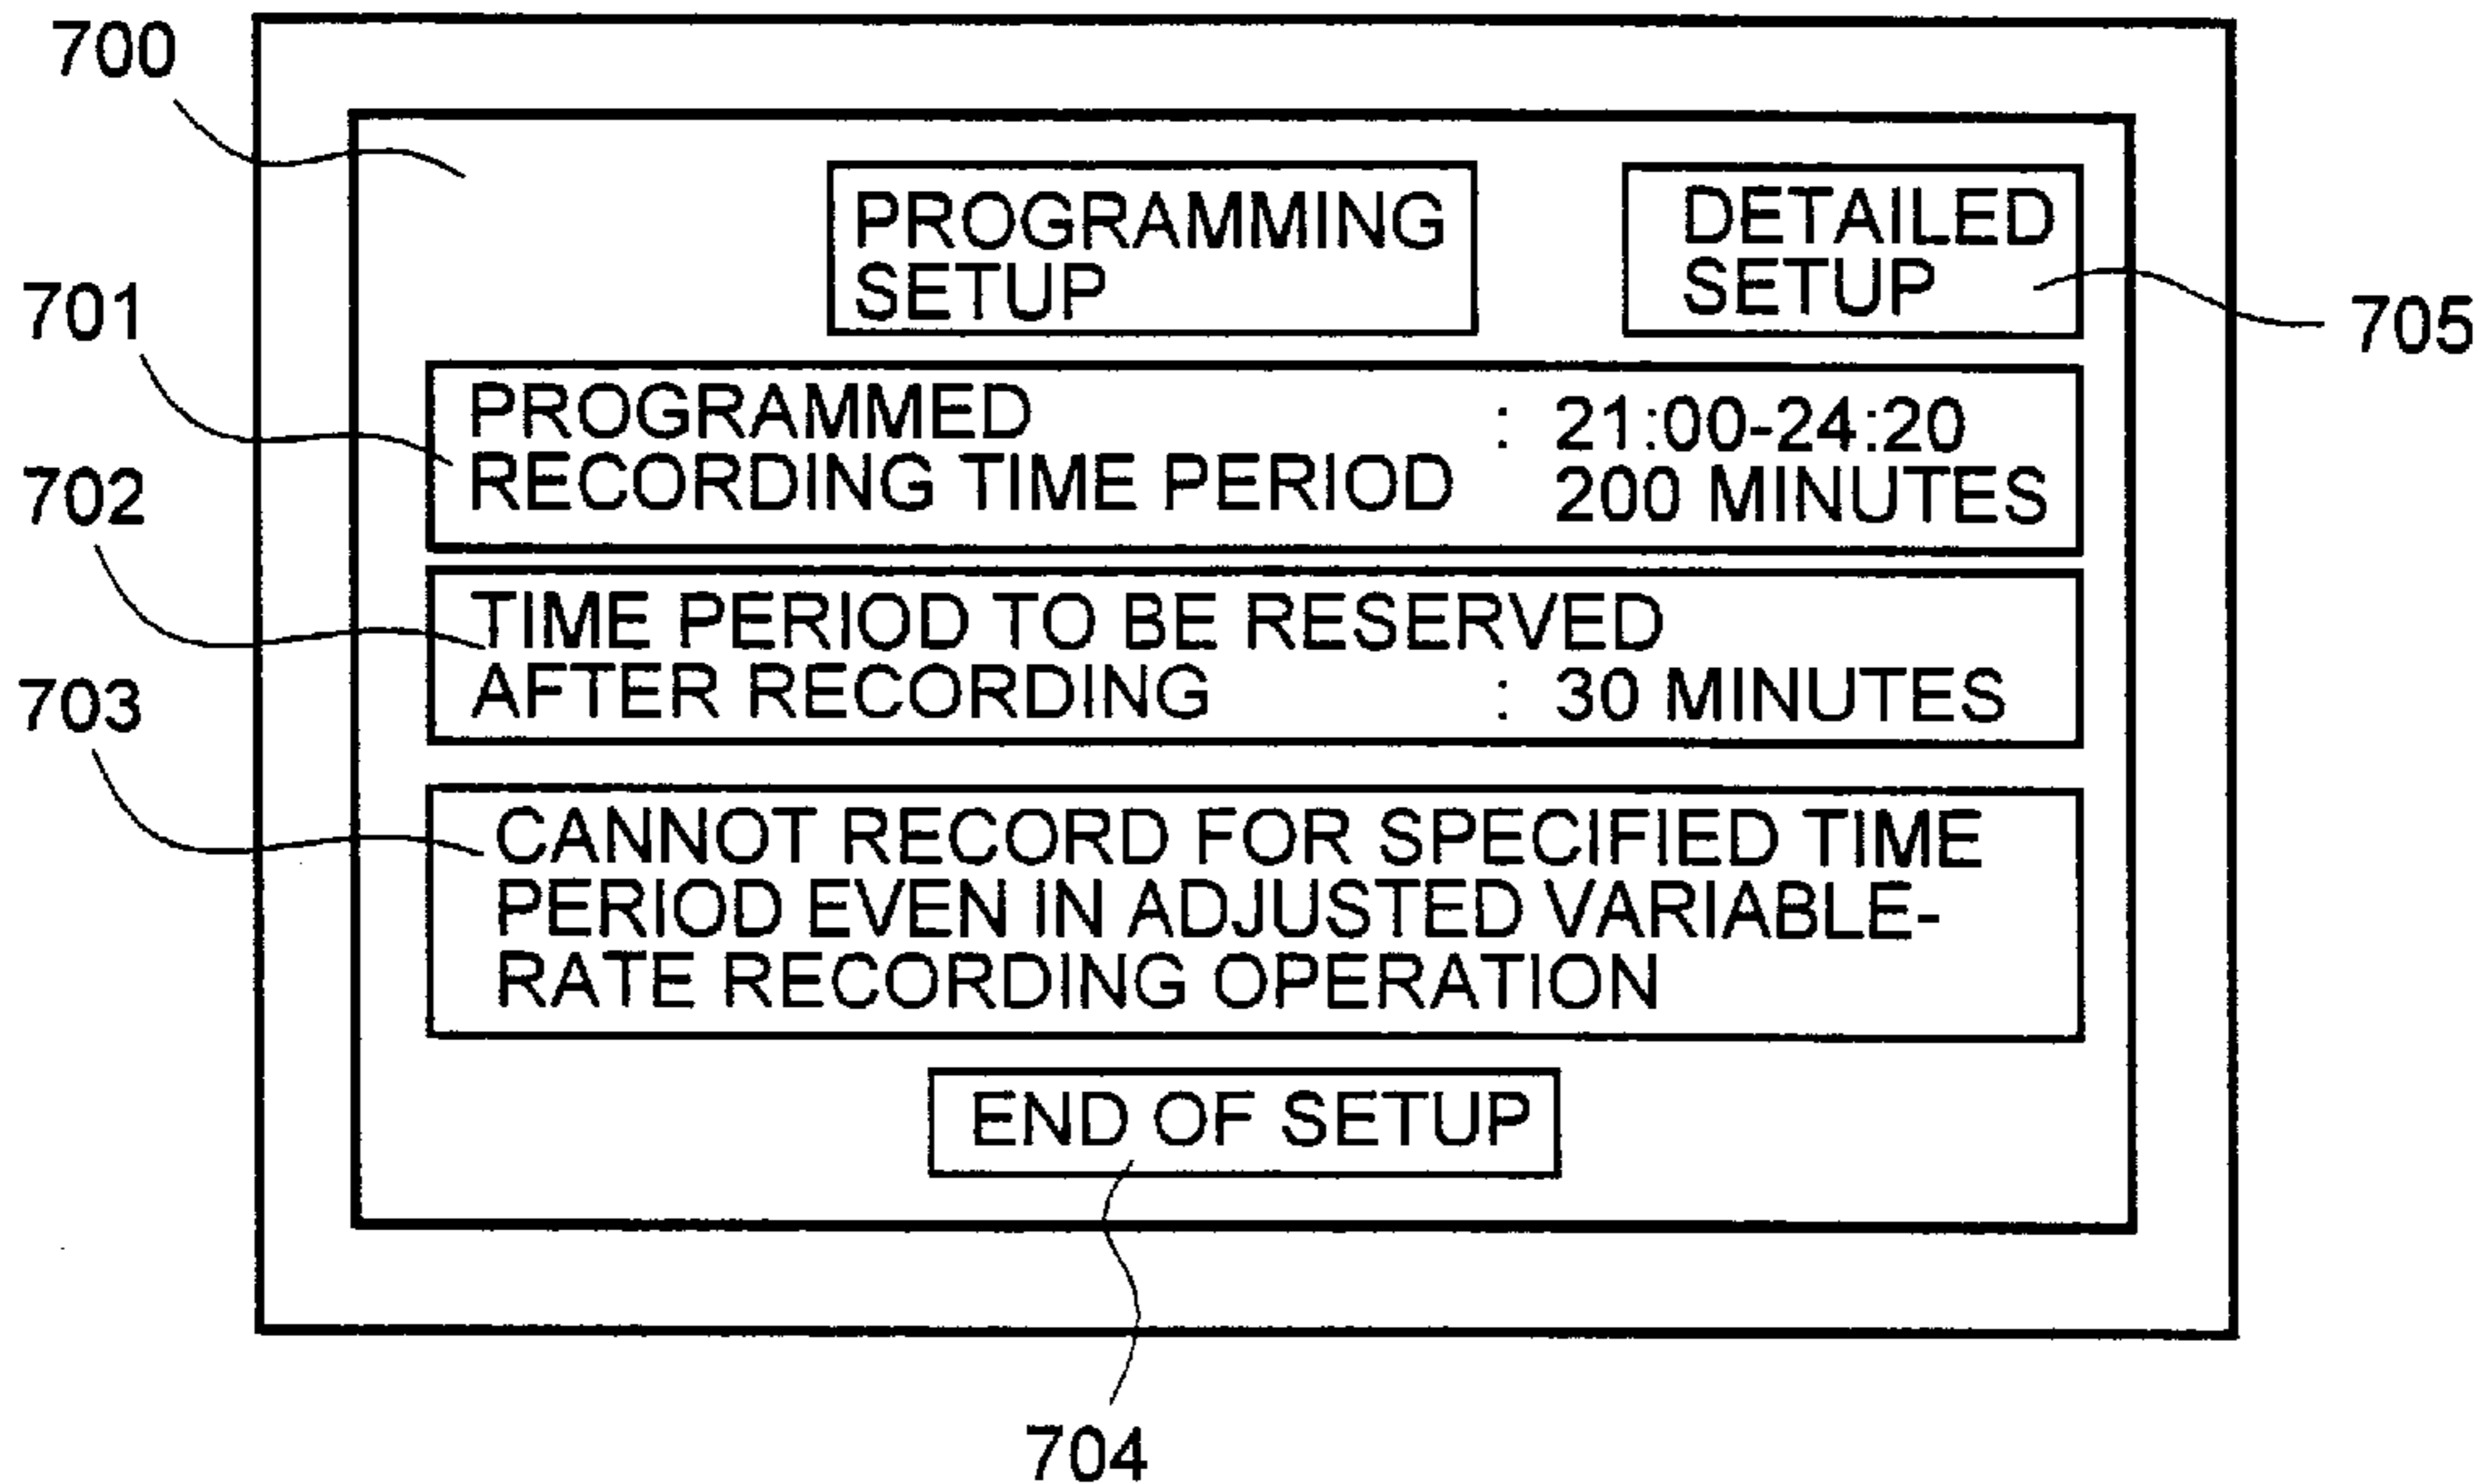 700
PROGRAMMING
SETUP
DETAILED
SETUP
705
701
PROGRAMMED
RECORDING TIME PERIOD
: 21:00-24:20
200 MINUTES
702
TIME PERIOD TO BE RESERVED
AFTER RECORDING : 30 MINUTES
703
CANNOT RECORD FOR SPECIFIED TIME
PERIOD EVEN IN ADJUSTED VARIABLE-
RATE RECORDING OPERATION
END OF SETUP
704